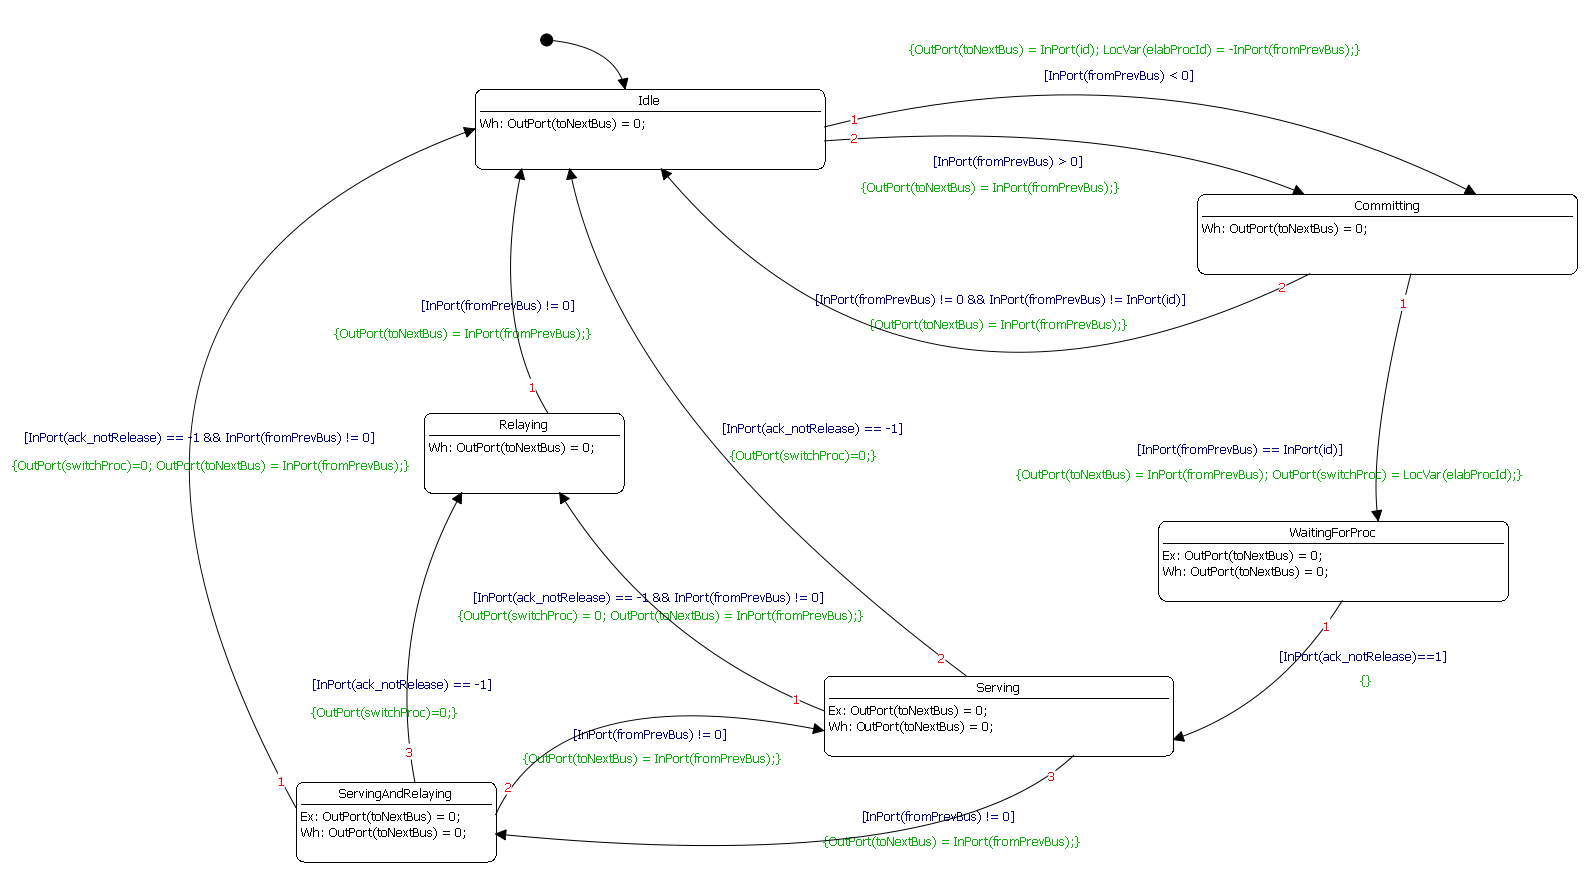 {OutPort(toNextBus) = InPort(id); LocVar(elabProcId) = -InPort(fromPrevBus);}
[InPort(fromPrevBus) < 0]
Idle
Wh: OutPort(toNextBus) = 0;
1
2
[InPort(fromPrevBus) > 0]
{OutPort(toNextBus) = InPort(fromPrevBus);}
Committing
Wh: OutPort(toNextBus) = 0;
2
1
[InPort(fromPrevBus) != 0 && InPort(fromPrevBus) != InPort(id)]
{OutPort(toNextBus) = InPort(fromPrevBus);}
[InPort(fromPrevBus) != 0]
{OutPort(toNextBus) = InPort(fromPrevBus);}
1
Relaying
Wh: OutPort(toNextBus) = 0;
[InPort(ack_notRelease) == -1 && InPort(fromPrevBus) != 0]
{OutPort(switchProc)=0; OutPort(toNextBus) = InPort(fromPrevBus);}
[InPort(ack_notRelease) == -1]
{OutPort(switchProc)=0;}
[InPort(fromPrevBus) == InPort(id)]
{OutPort(toNextBus) = InPort(fromPrevBus); OutPort(switchProc) = LocVar(elabProcId);}
WaitingForProc
Ex: OutPort(toNextBus) = 0;
Wh: OutPort(toNextBus) = 0;
1
[InPort(ack_notRelease)==1]
{}
[InPort(ack_notRelease) == -1 && InPort(fromPrevBus) != 0]
{OutPort(switchProc) = 0; OutPort(toNextBus) = InPort(fromPrevBus);}
2
1
Serving
Ex: OutPort(toNextBus) = 0;
Wh: OutPort(toNextBus) = 0;
3
[InPort(ack_notRelease) == -1]
{OutPort(switchProc)=0;}
3
[InPort(fromPrevBus) != 0]
{OutPort(toNextBus) = InPort(fromPrevBus);}
1
2
ServingAndRelaying
Ex: OutPort(toNextBus) = 0;
Wh: OutPort(toNextBus) = 0;
[InPort(fromPrevBus) != 0]
{OutPort(toNextBus) = InPort(fromPrevBus);}